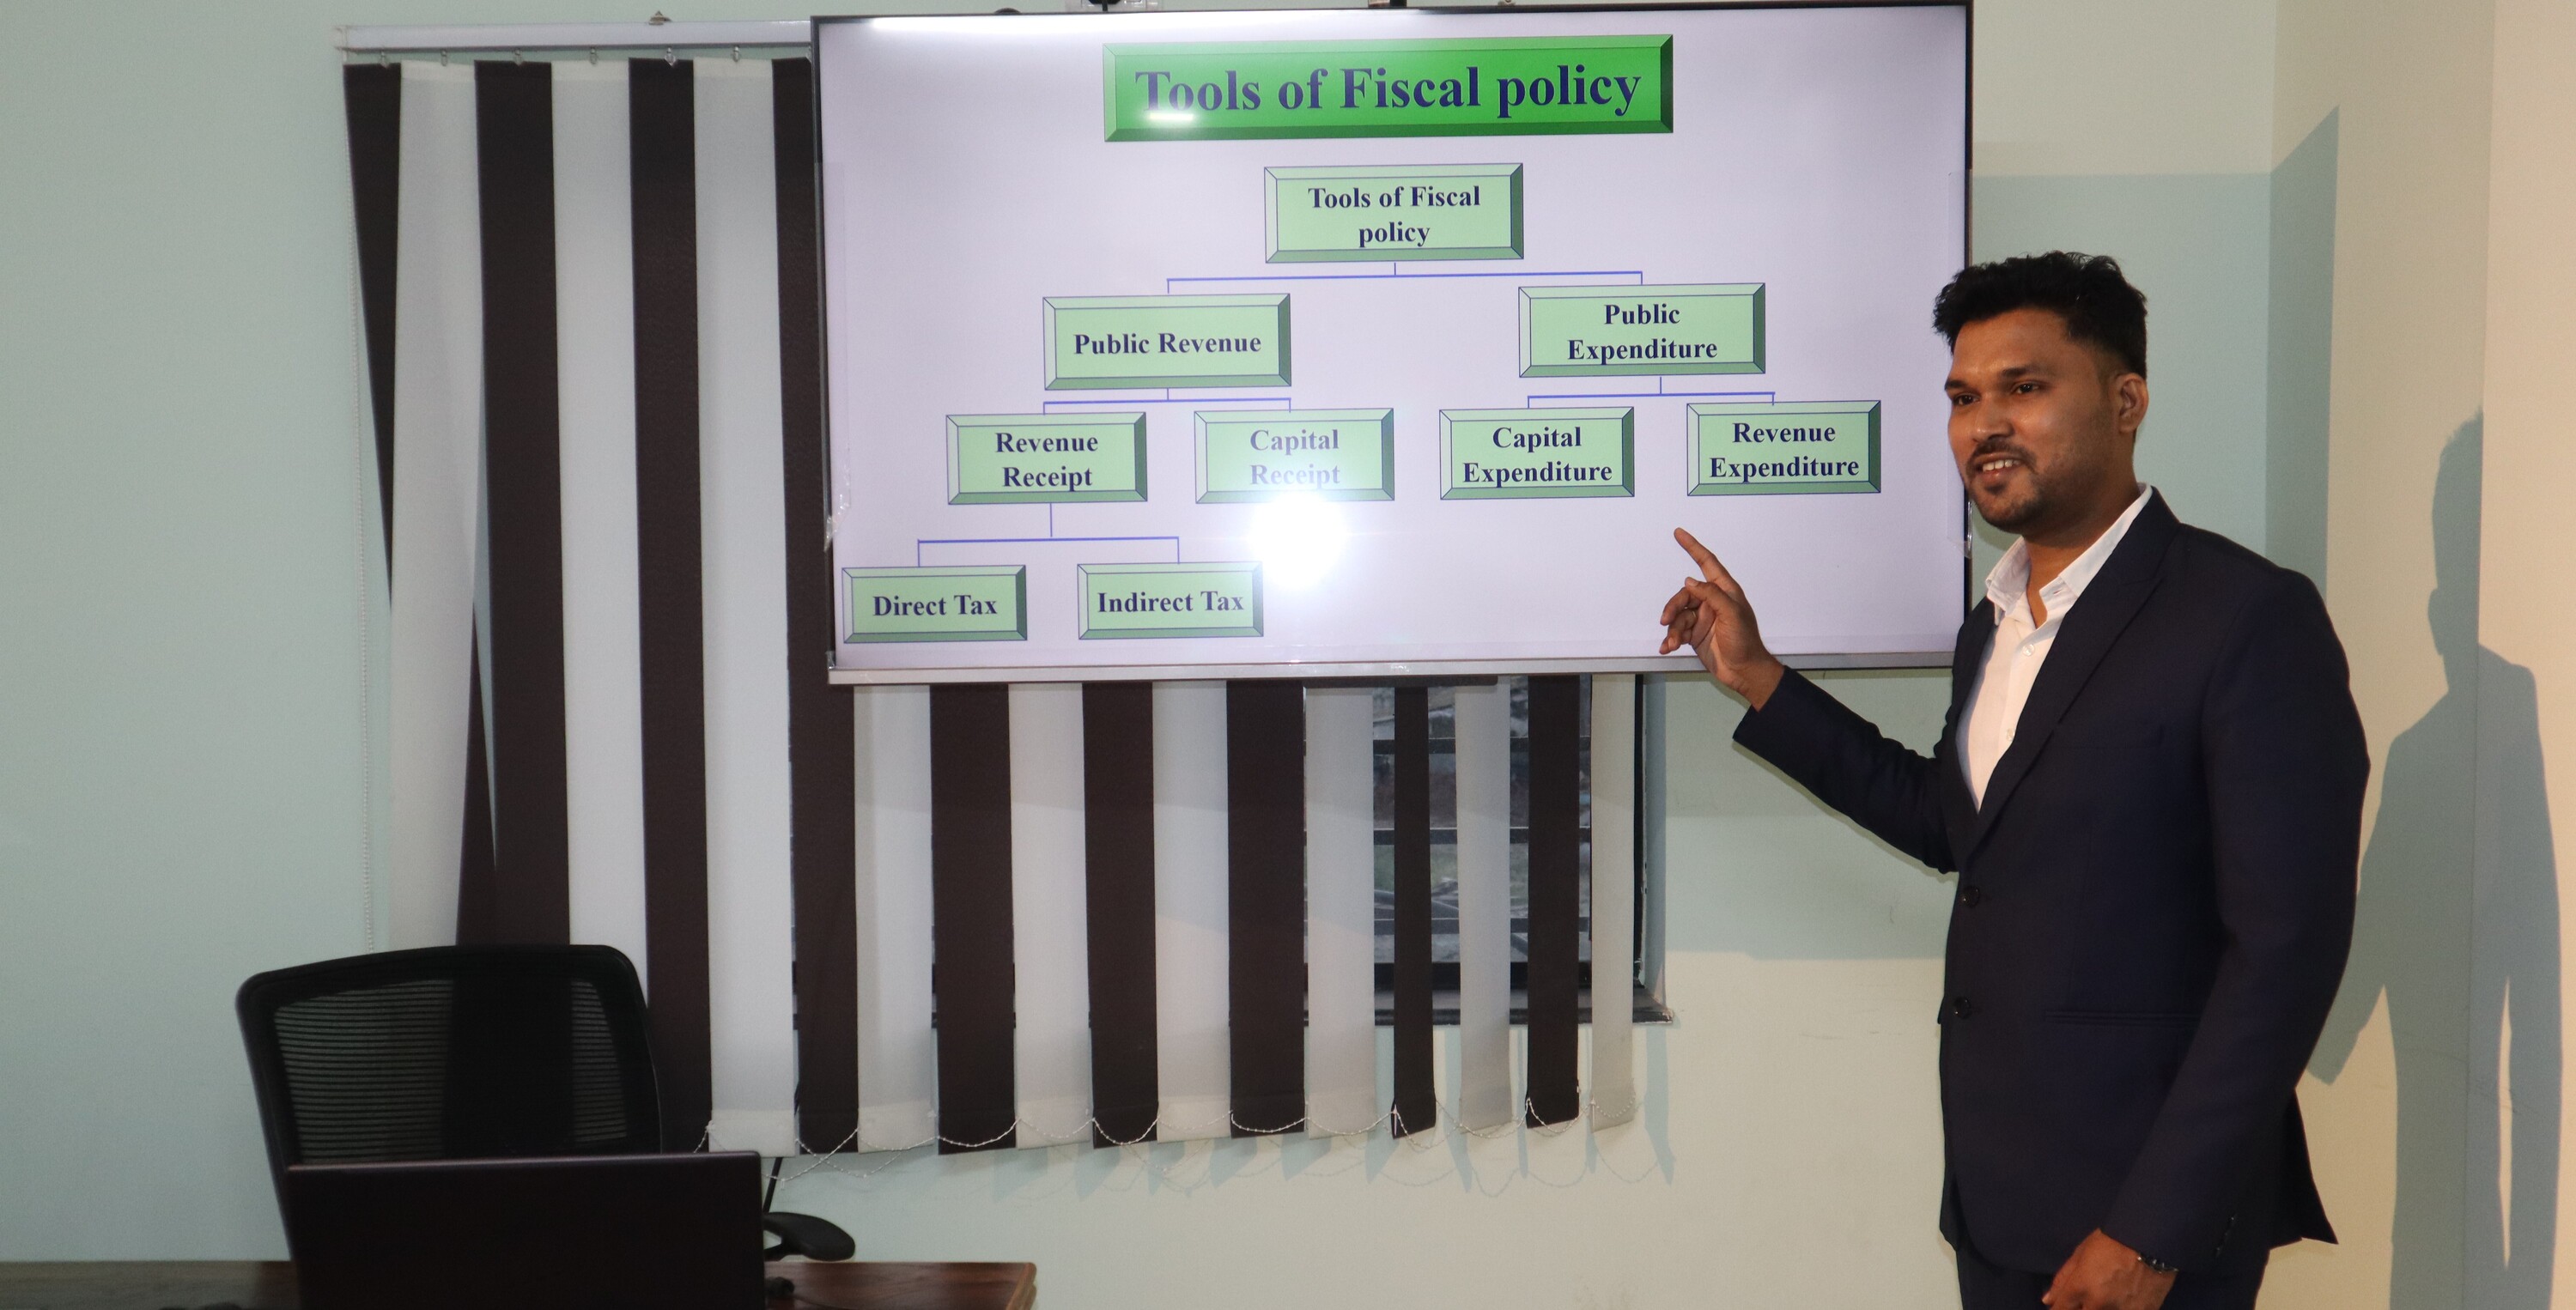 Tools of Fiscal policy
Tools of Fiscal
policy
Public Revenue
Public
Expenditure
Revenue
Receipt
Capital
Receipt
Capital
Expenditure
Revenue
Expenditure
Direct Tax
Indirect Tax